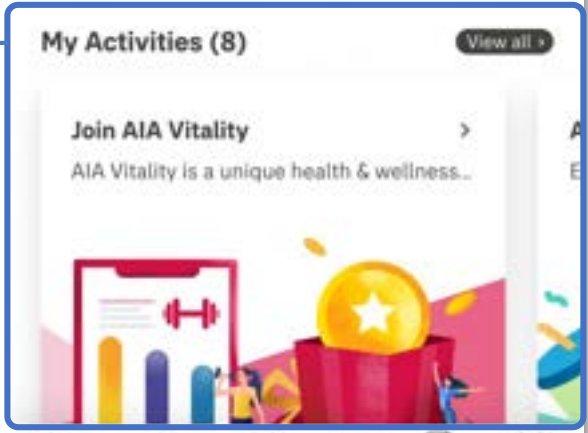 My Activities (8)
View all >
Join AIA Vitality >
AIA Vitality is a unique health & wellness...
A
E